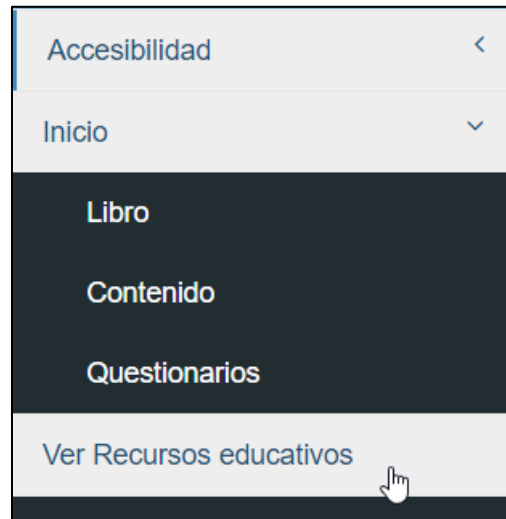 Accesibilidad
Inicio
Libro
Contenido
Questionarios
Ver Recursos educativos